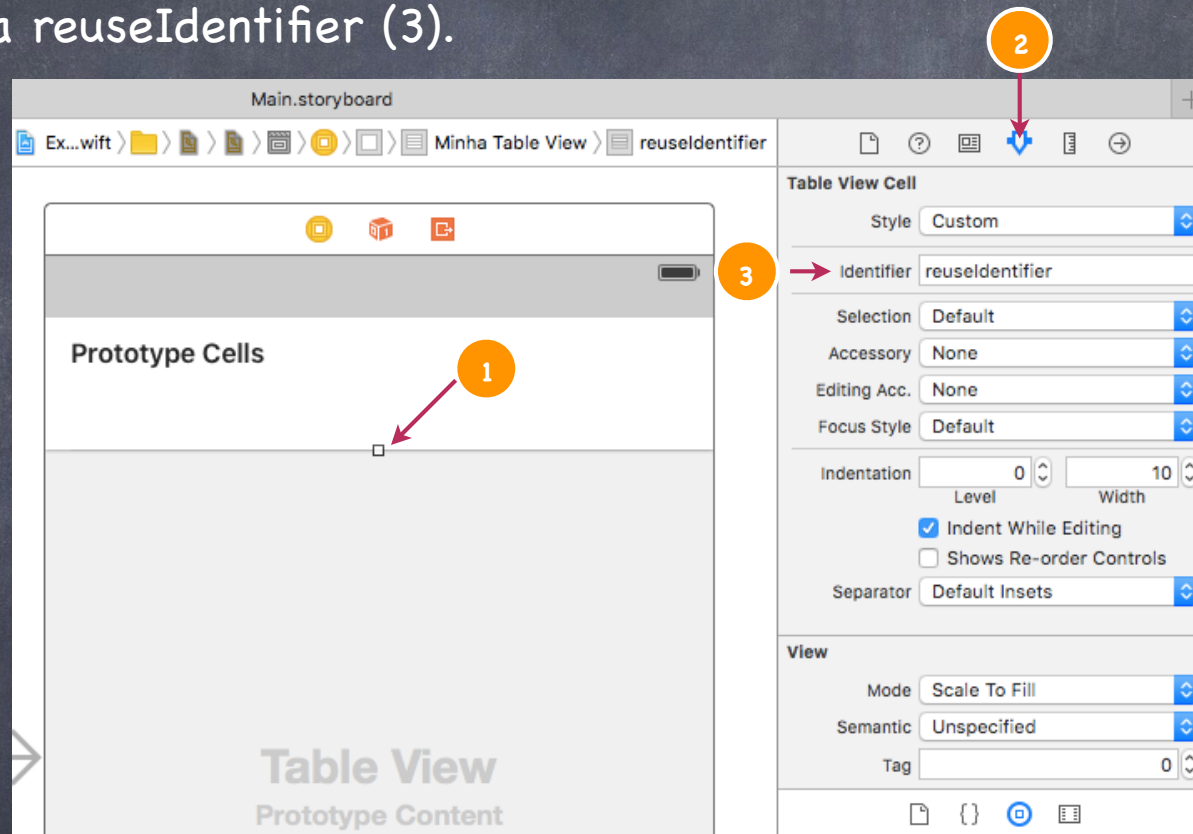 a reuseIdentifier (3).
2
Main.storyboard
Ex...wift Minha Table View reuseIdentifier
Table View Cell
Style Custom
3 Identifier reuseIdentifier
Selection Default
Prototype Cells
Accessory None
1
Editing Acc. None
Focus Style Default
Indentation 0 10
Level Width
Indent While Editing
Shows Re-order Controls
Separator Default Insets
View
Mode Scale To Fill
Semantic Unspecified
Tag 0
Table View
Prototype Content